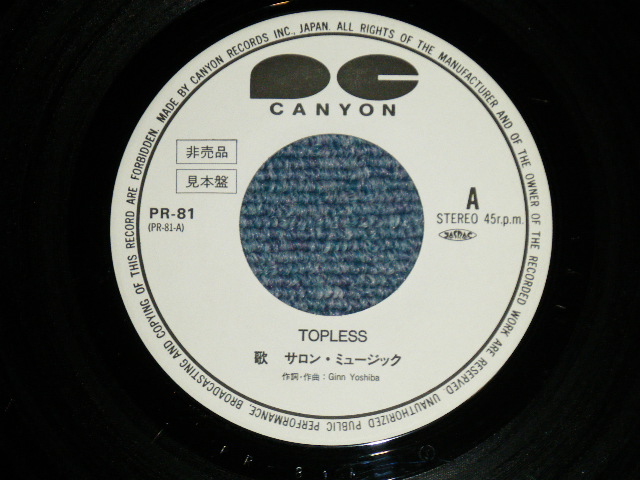 MADE BY CANYON RECORDS INC., JAPAN. ALL RIGHTS OF THE MANUFACTURER AND OF THE OWNER OF THE RECORDED WORK ARE RESERVED UNAUTHORIZED PUBLIC PERFORMANCE BROADCASTING AND COPYING OF THIS RECORD ARE FORBIDDEN.
CANYON
非売品
見本盤
PR-81
(PR-81-A)
A
STEREO 45r.p.m.
TOPLESS
歌 サロン・ミュージック
作詞・作曲:Ginn Yoshiba